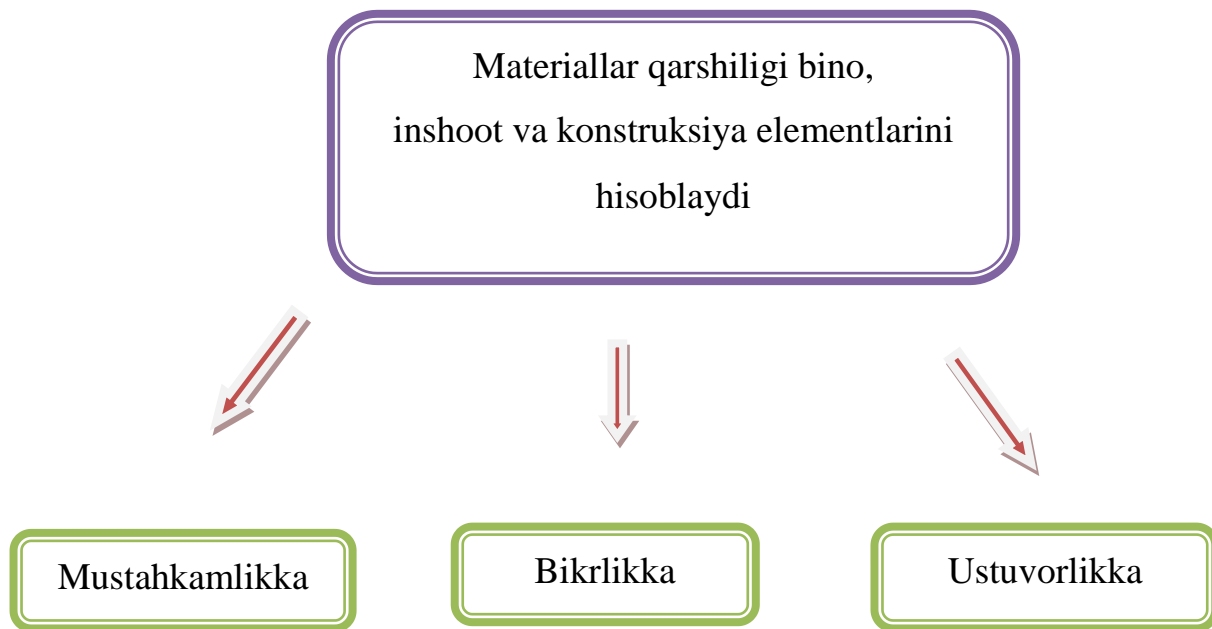 Materiallar qarshiligi bino,
inshoot va konstruksiya elementlarini
hisoblaydi
Mustahkamlikka
Bikrlikka
Ustuvorlikka